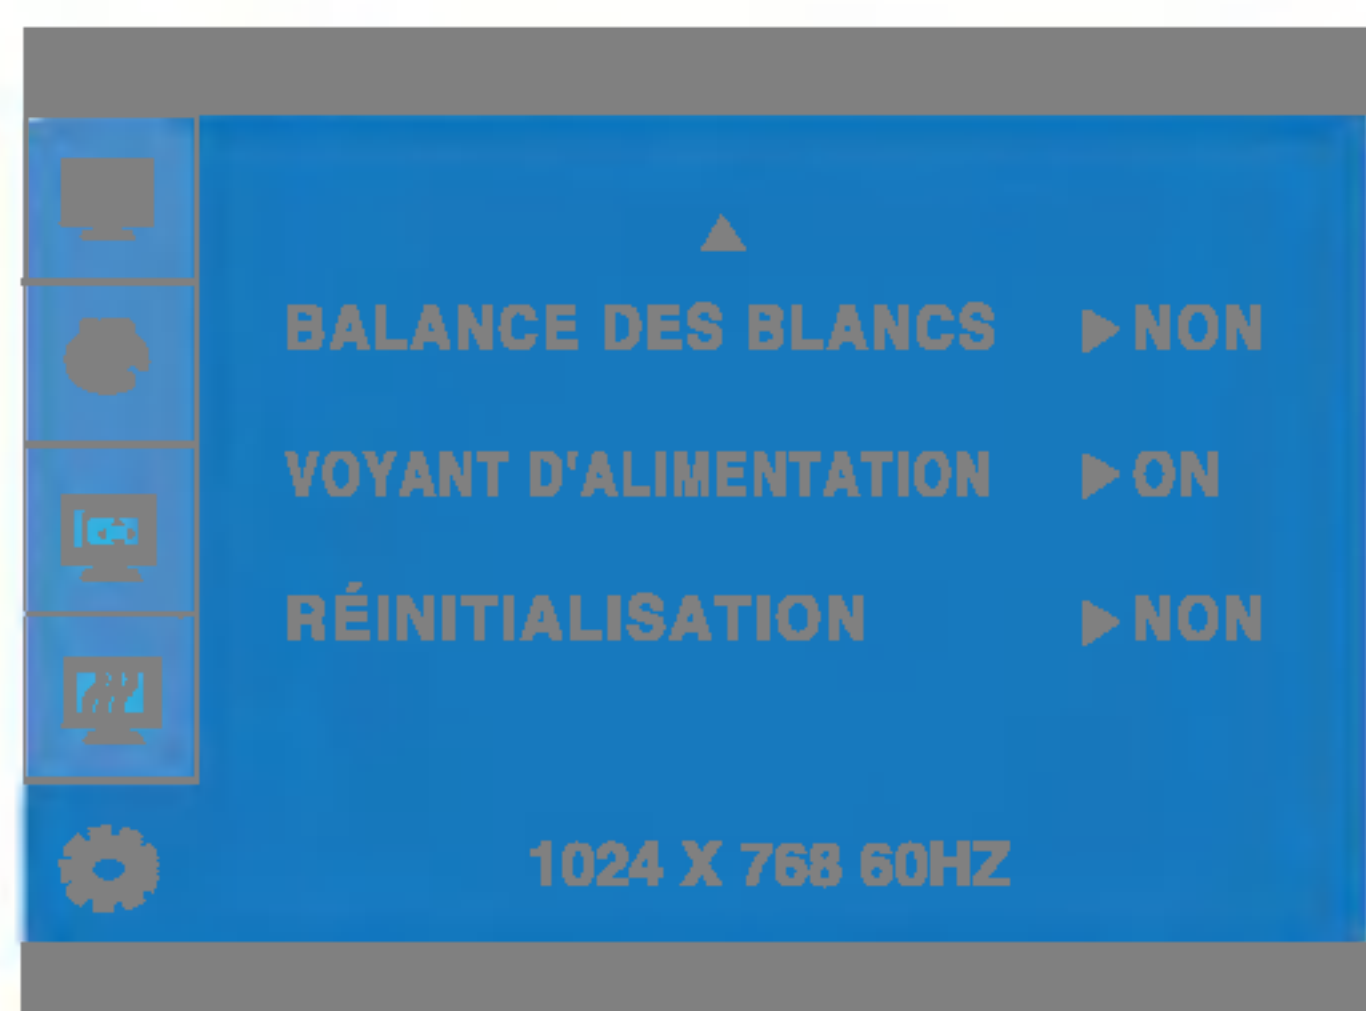 BALANCE DES BLANCS ▶ NON
VOYANT D'ALIMENTATION ▶ ON
RÉINITIALISATION ▶ NON
1024 X 768 60HZ